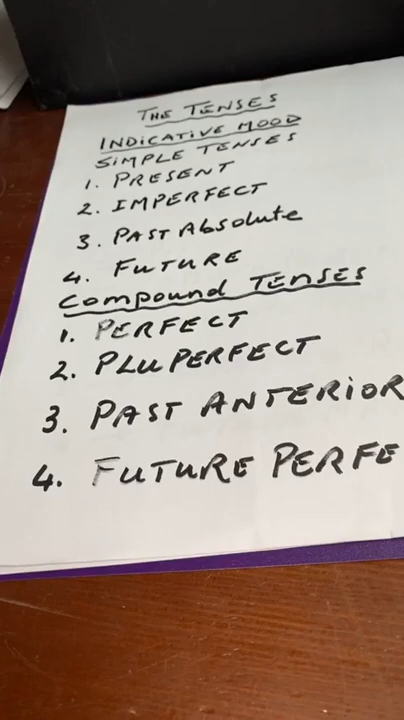 THE TENSES
INDICATIVE MOOD
SIMPLE TENSES
1. PRESENT
2. IMPERFECT
3. PAST Absolute
4. FUTURE
Compound TENSES
1. PERFECT
2. PLUPERFECT
3. PAST ANTERIOR
4. FUTURE PERFE